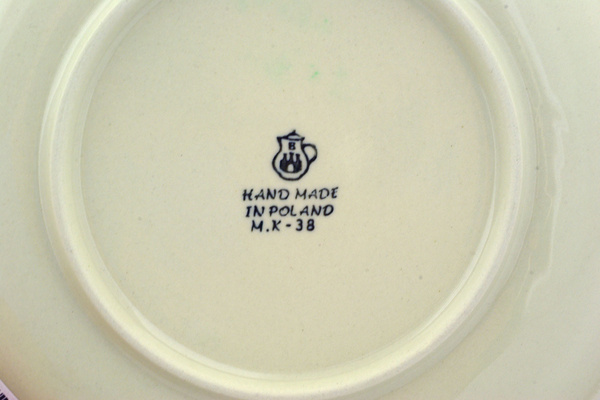 B
HAND MADE
IN POLAND
M.K-38